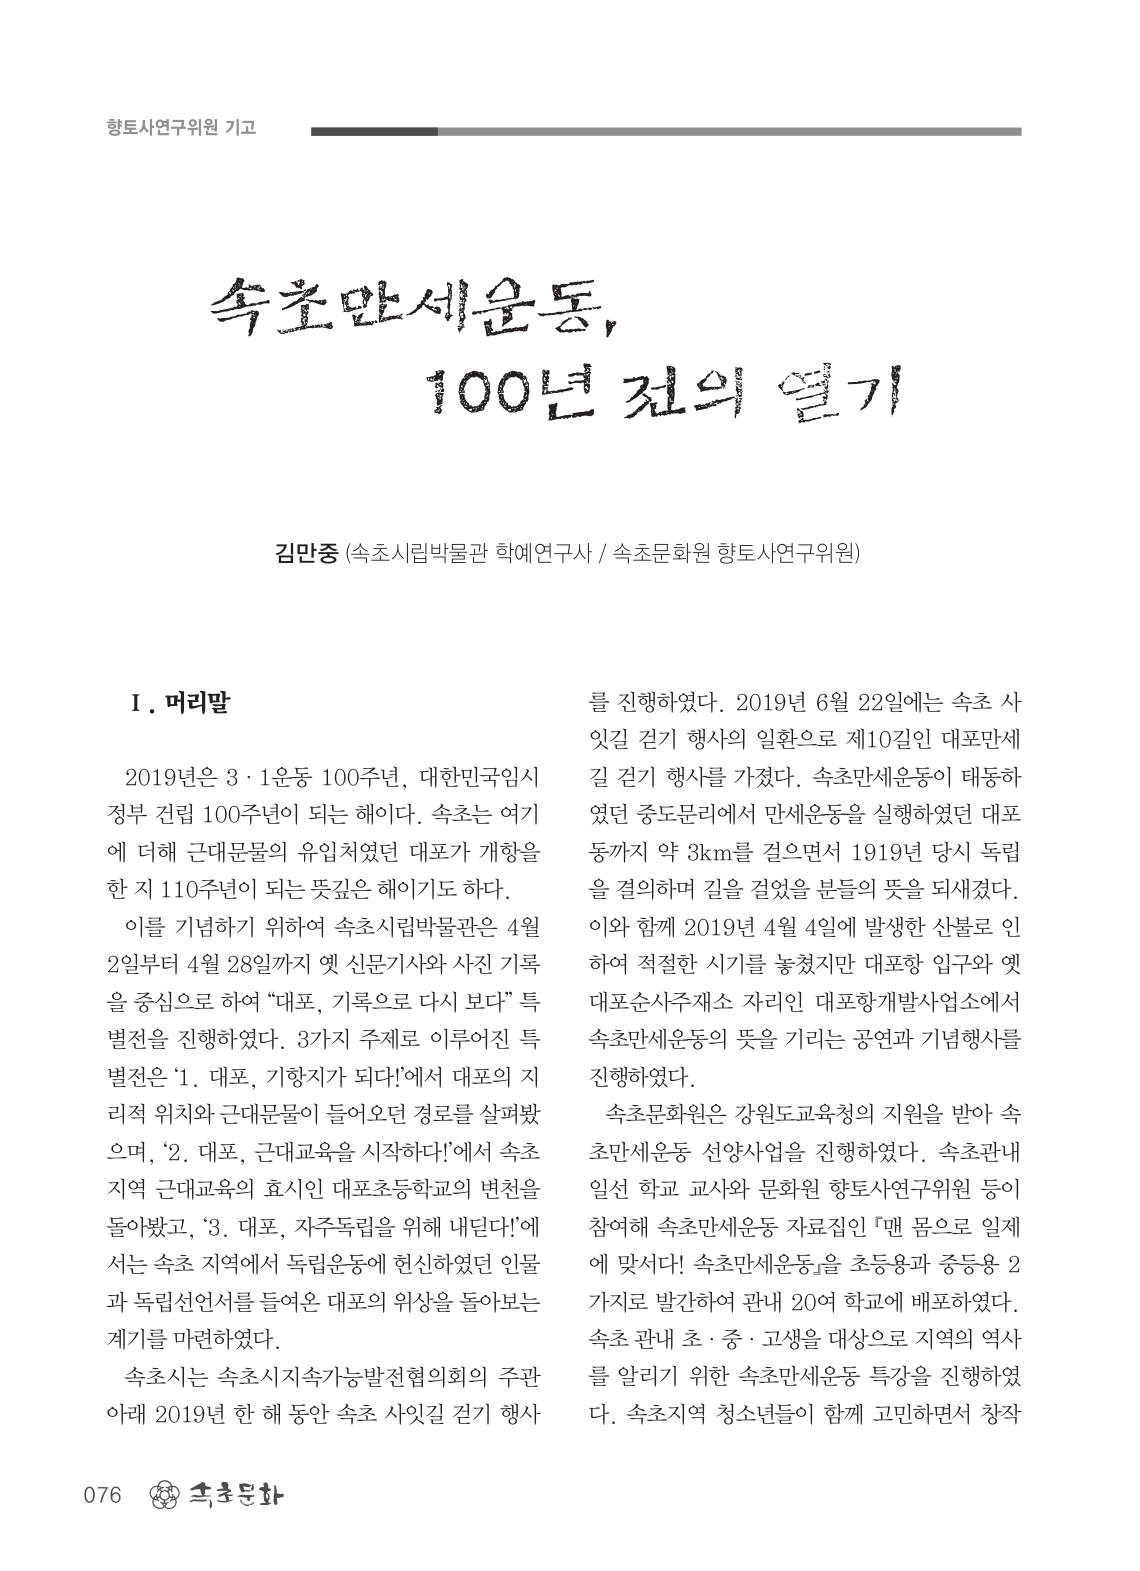 향토사연구위원 기고
속초만세운동,
100년 전의 열기
김만중 (속초시립박물관 학예연구사 / 속초문화원 향토사연구위원)
Ⅰ. 머리말
2019년은 3·1운동 100주년, 대한민국임시
정부 건립 100주년이 되는 해이다. 속초는 여기
에 더해 근대문물의 유입처였던 대포가 개항을
한 지 110주년이 되는 뜻깊은 해이기도 하다.
이를 기념하기 위하여 속초시립박물관은 4월
2일부터 4월 28일까지 옛 신문기사와 사진 기록
을 중심으로 하여 “대포, 기록으로 다시 보다” 특
별전을 진행하였다. 3가지 주제로 이루어진 특
별전은 ‘1. 대포, 기항지가 되다!’에서 대포의 지
리적 위치와 근대문물이 들어오던 경로를 살펴봤
으며, ‘2. 대포, 근대교육을 시작하다!’에서 속초
지역 근대교육의 효시인 대포초등학교의 변천을
돌아봤고, ‘3. 대포, 자주독립을 위해 내딛다!’에
서는 속초 지역에서 독립운동에 헌신하였던 인물
과 독립선언서를 들여온 대포의 위상을 돌아보는
계기를 마련하였다.
속초시는 속초시지속가능발전협의회의 주관
아래 2019년 한 해 동안 속초 사잇길 걷기 행사
를 진행하였다. 2019년 6월 22일에는 속초 사
잇길 걷기 행사의 일환으로 제10길인 대포만세
길 걷기 행사를 가졌다. 속초만세운동이 태동하
였던 중도문리에서 만세운동을 실행하였던 대포
동까지 약 3km를 걸으면서 1919년 당시 독립
을 결의하며 길을 걸었을 분들의 뜻을 되새겼다.
이와 함께 2019년 4월 4일에 발생한 산불로 인
하여 적절한 시기를 놓쳤지만 대포항 입구와 옛
대포순사주재소 자리인 대포항개발사업소에서
속초만세운동의 뜻을 기리는 공연과 기념행사를
진행하였다.
속초문화원은 강원도교육청의 지원을 받아 속
초만세운동 선양사업을 진행하였다. 속초관내
일선 학교 교사와 문화원 향토사연구위원 등이
참여해 속초만세운동 자료집인 『맨 몸으로 일제
에 맞서다! 속초만세운동』을 초등용과 중등용 2
가지로 발간하여 관내 20여 학교에 배포하였다.
속초 관내 초·중·고생을 대상으로 지역의 역사
를 알리기 위한 속초만세운동 특강을 진행하였
다. 속초지역 청소년들이 함께 고민하면서 창작
076 속초문화